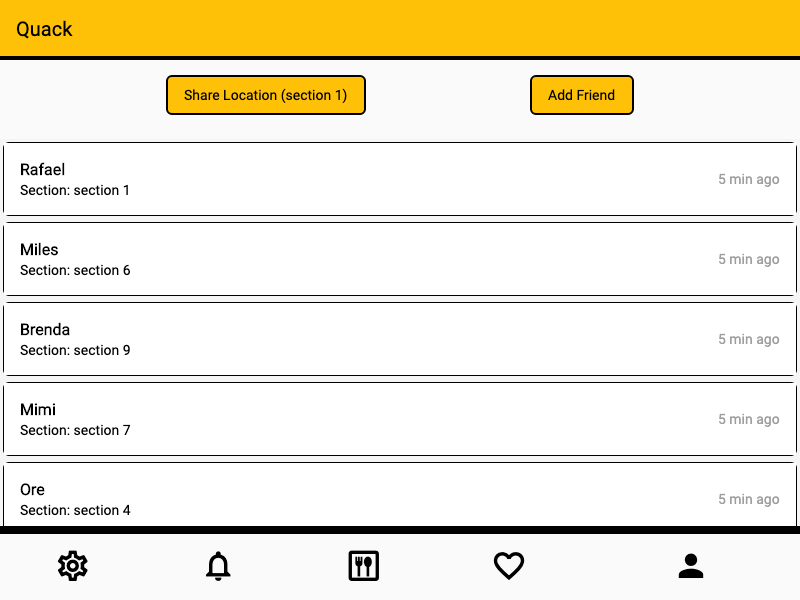 Quack
Share Location (section 1)
Add Friend
Rafael
Section: section 1
5 min ago
Miles
Section: section 6
5 min ago
Brenda
Section: section 9
5 min ago
Mimi
Section: section 7
5 min ago
Ore
Section: section 4
5 min ago